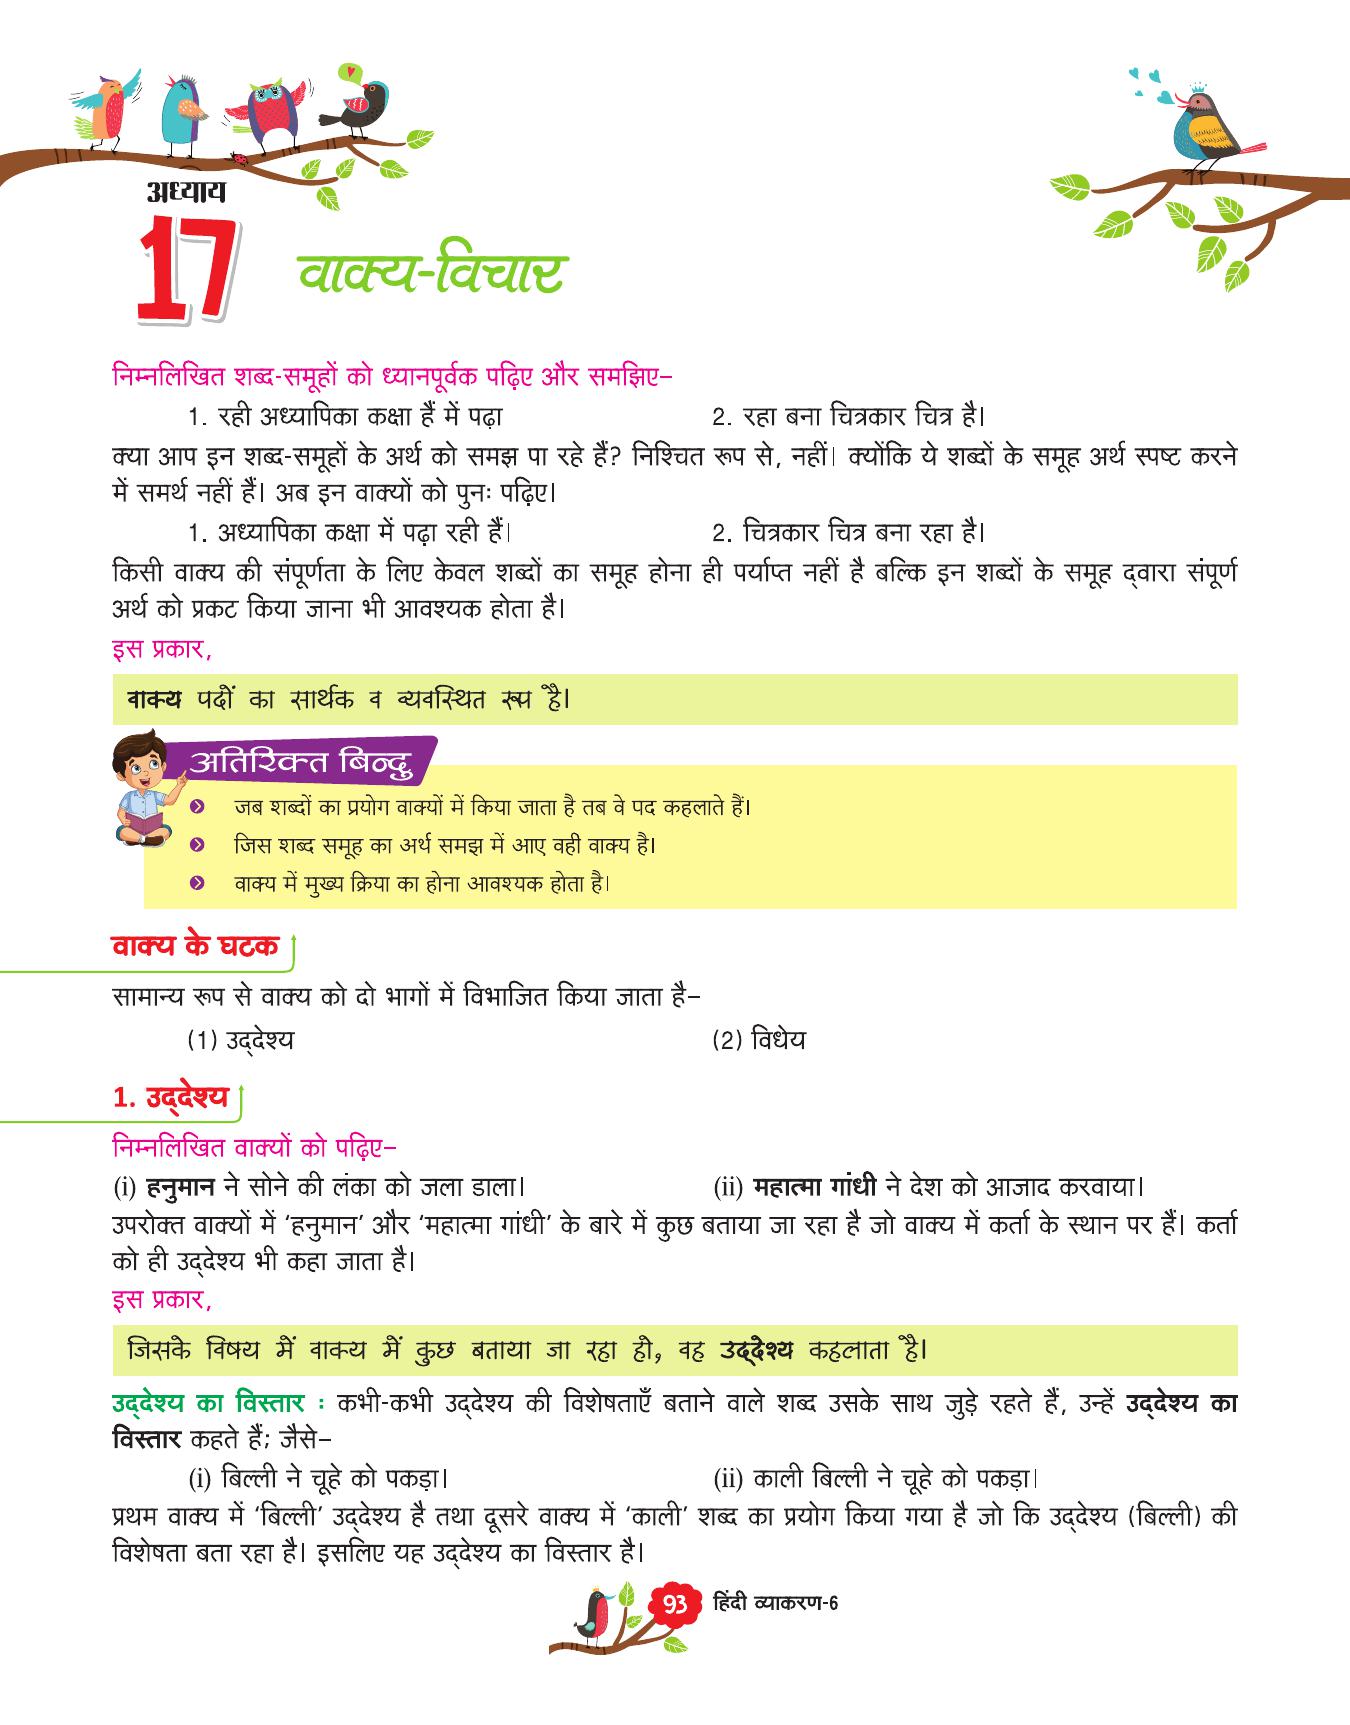 अध्याय
17
वाक्य-विचार
निम्नलिखित शब्द-समूहों को ध्यानपूर्वक पढ़िए और समझिए–
1. रही अध्यापिका कक्षा हैं में पढ़ा 2. रहा बना चित्रकार चित्र है।
क्या आप इन शब्द-समूहों के अर्थ को समझ पा रहे हैं? निश्चित रूप से, नहीं। क्योंकि ये शब्दों के समूह अर्थ स्पष्ट करने
में समर्थ नहीं हैं। अब इन वाक्यों को पुनः पढ़िए।
1. अध्यापिका कक्षा में पढ़ा रही हैं। 2. चित्रकार चित्र बना रहा है।
किसी वाक्य की संपूर्णता के लिए केवल शब्दों का समूह होना ही पर्याप्त नहीं है बल्कि इन शब्दों के समूह द्वारा संपूर्ण
अर्थ को प्रकट किया जाना भी आवश्यक होता है।
इस प्रकार,
वाक्य पदों का सार्थक व व्यवस्थित रूप है।
अतिरिक्त बिन्दु
जब शब्दों का प्रयोग वाक्यों में किया जाता है तब वे पद कहलाते हैं।
जिस शब्द समूह का अर्थ समझ में आए वही वाक्य है।
वाक्य में मुख्य क्रिया का होना आवश्यक होता है।
वाक्य के घटक
सामान्य रूप से वाक्य को दो भागों में विभाजित किया जाता है–
(1) उद्देश्य (2) विधेय
1. उद्देश्य
निम्नलिखित वाक्यों को पढ़िए–
(i) हनुमान ने सोने की लंका को जला डाला। (ii) महात्मा गांधी ने देश को आजाद करवाया।
उपरोक्त वाक्यों में ‘हनुमान’ और ‘महात्मा गांधी’ के बारे में कुछ बताया जा रहा है जो वाक्य में कर्ता के स्थान पर हैं। कर्ता
को ही उद्देश्य भी कहा जाता है।
इस प्रकार,
जिसके विषय में वाक्य में कुछ बताया जा रहा हो, वह उद्देश्य कहलाता है।
उद्देश्य का विस्तार : कभी-कभी उद्देश्य की विशेषताएँ बताने वाले शब्द उसके साथ जुड़े रहते हैं, उन्हें उद्देश्य का
विस्तार कहते हैं; जैसे–
(i) बिल्ली ने चूहे को पकड़ा। (ii) काली बिल्ली ने चूहे को पकड़ा।
प्रथम वाक्य में ‘बिल्ली’ उद्देश्य है तथा दूसरे वाक्य में ‘काली’ शब्द का प्रयोग किया गया है जो कि उद्देश्य (बिल्ली) की
विशेषता बता रहा है। इसलिए यह उद्देश्य का विस्तार है।
93 हिंदी व्याकरण-6